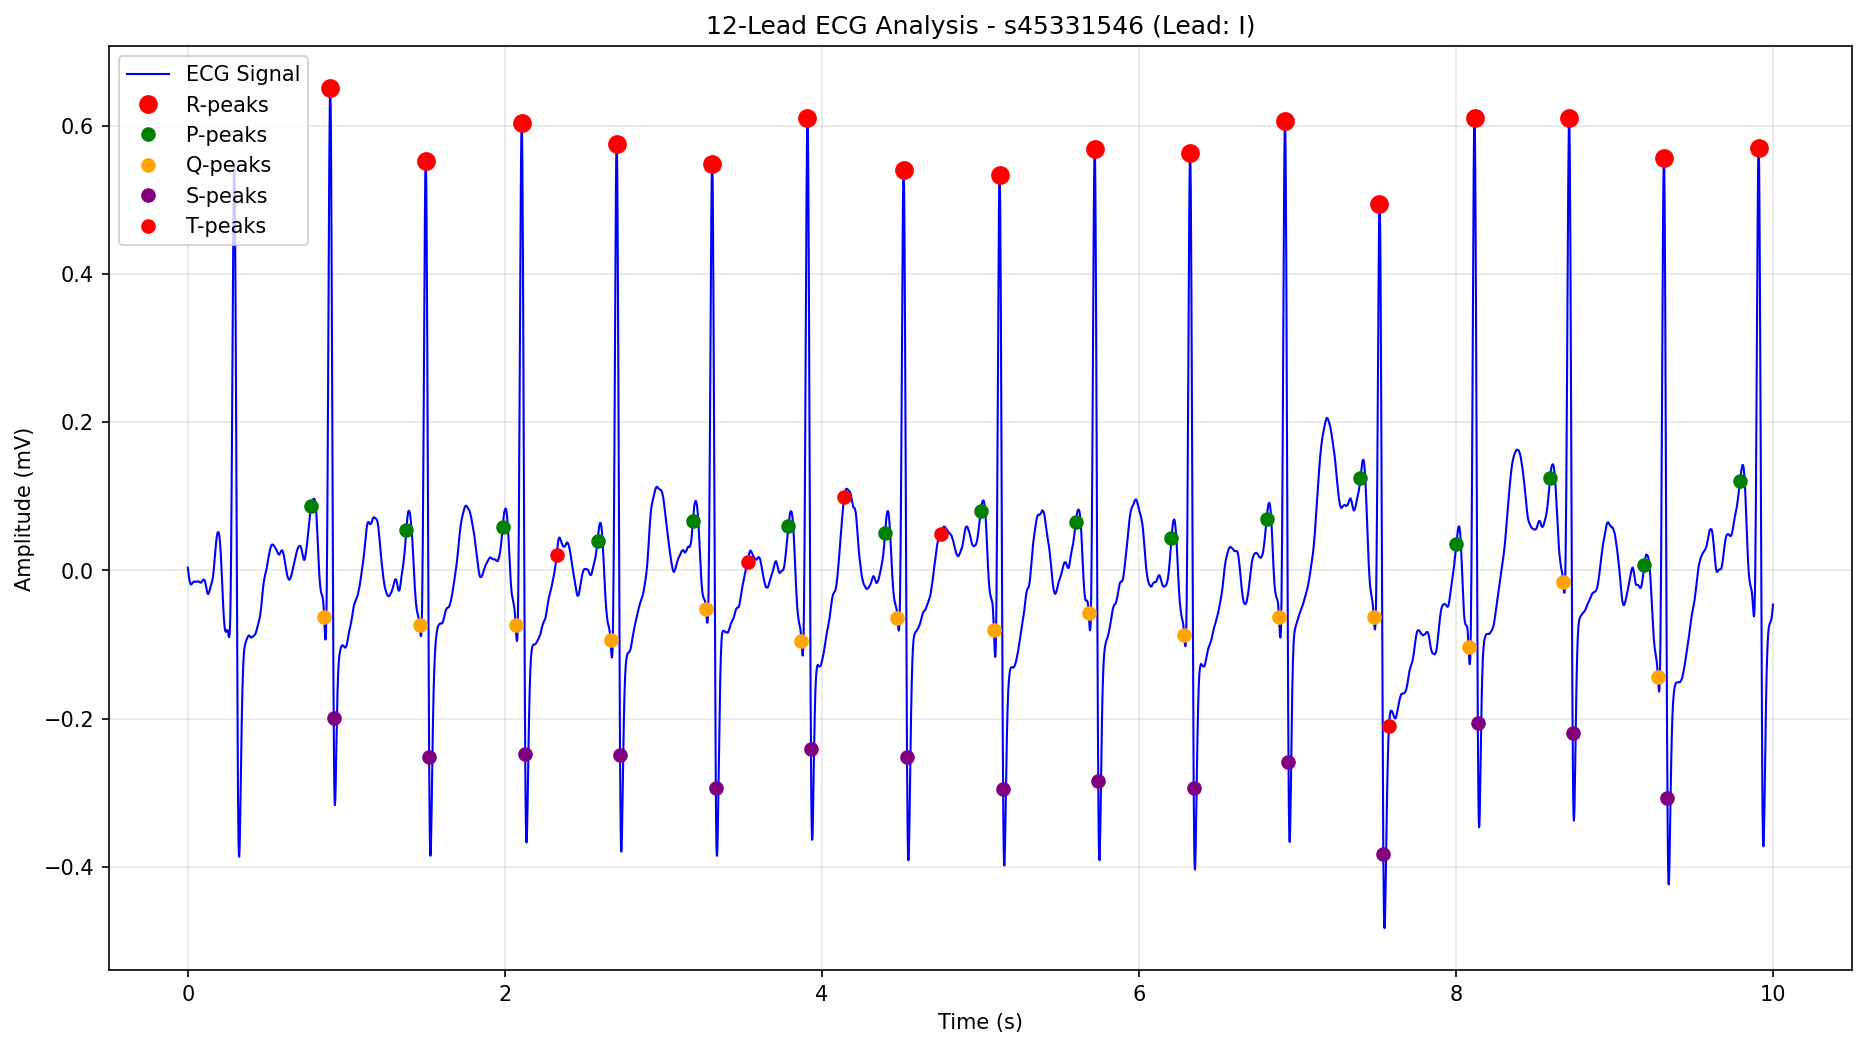 12-Lead ECG Analysis - s45331546 (Lead: I)
ECG Signal
R-peaks
P-peaks
Q-peaks
S-peaks
T-peaks
0.6
0.4
0.2
0.0
−0.2
−0.4
Amplitude (mV)
0 2 4 6 8 10
Time (s)